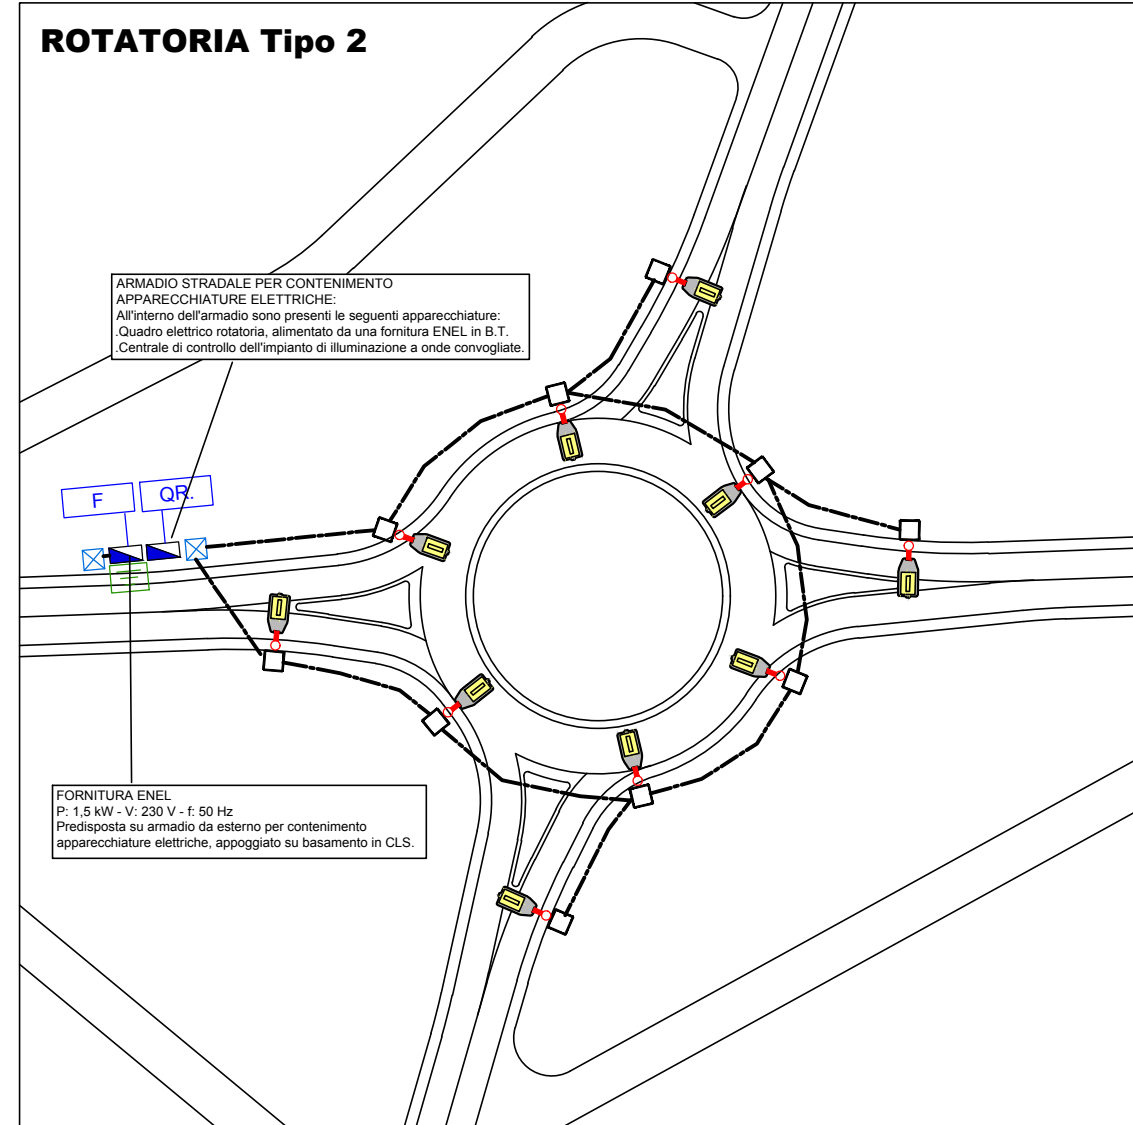 ROTATORIA Tipo 2
ARMADIO STRADALE PER CONTENIMENTO
APPARECCHIATURE ELETTRICHE:
All'interno dell'armadio sono presenti le seguenti apparecchiature:
.Quadro elettrico rotatoria, alimentato da una fornitura ENEL in B.T.
.Centrale di controllo dell'impianto di illuminazione a onde convogliate.
F
QR.
FORNITURA ENEL
P: 1,5 kW - V: 230 V - f: 50 Hz
Predisposta su armadio da esterno per contenimento
apparecchiature elettriche, appoggiato su basamento in CLS.